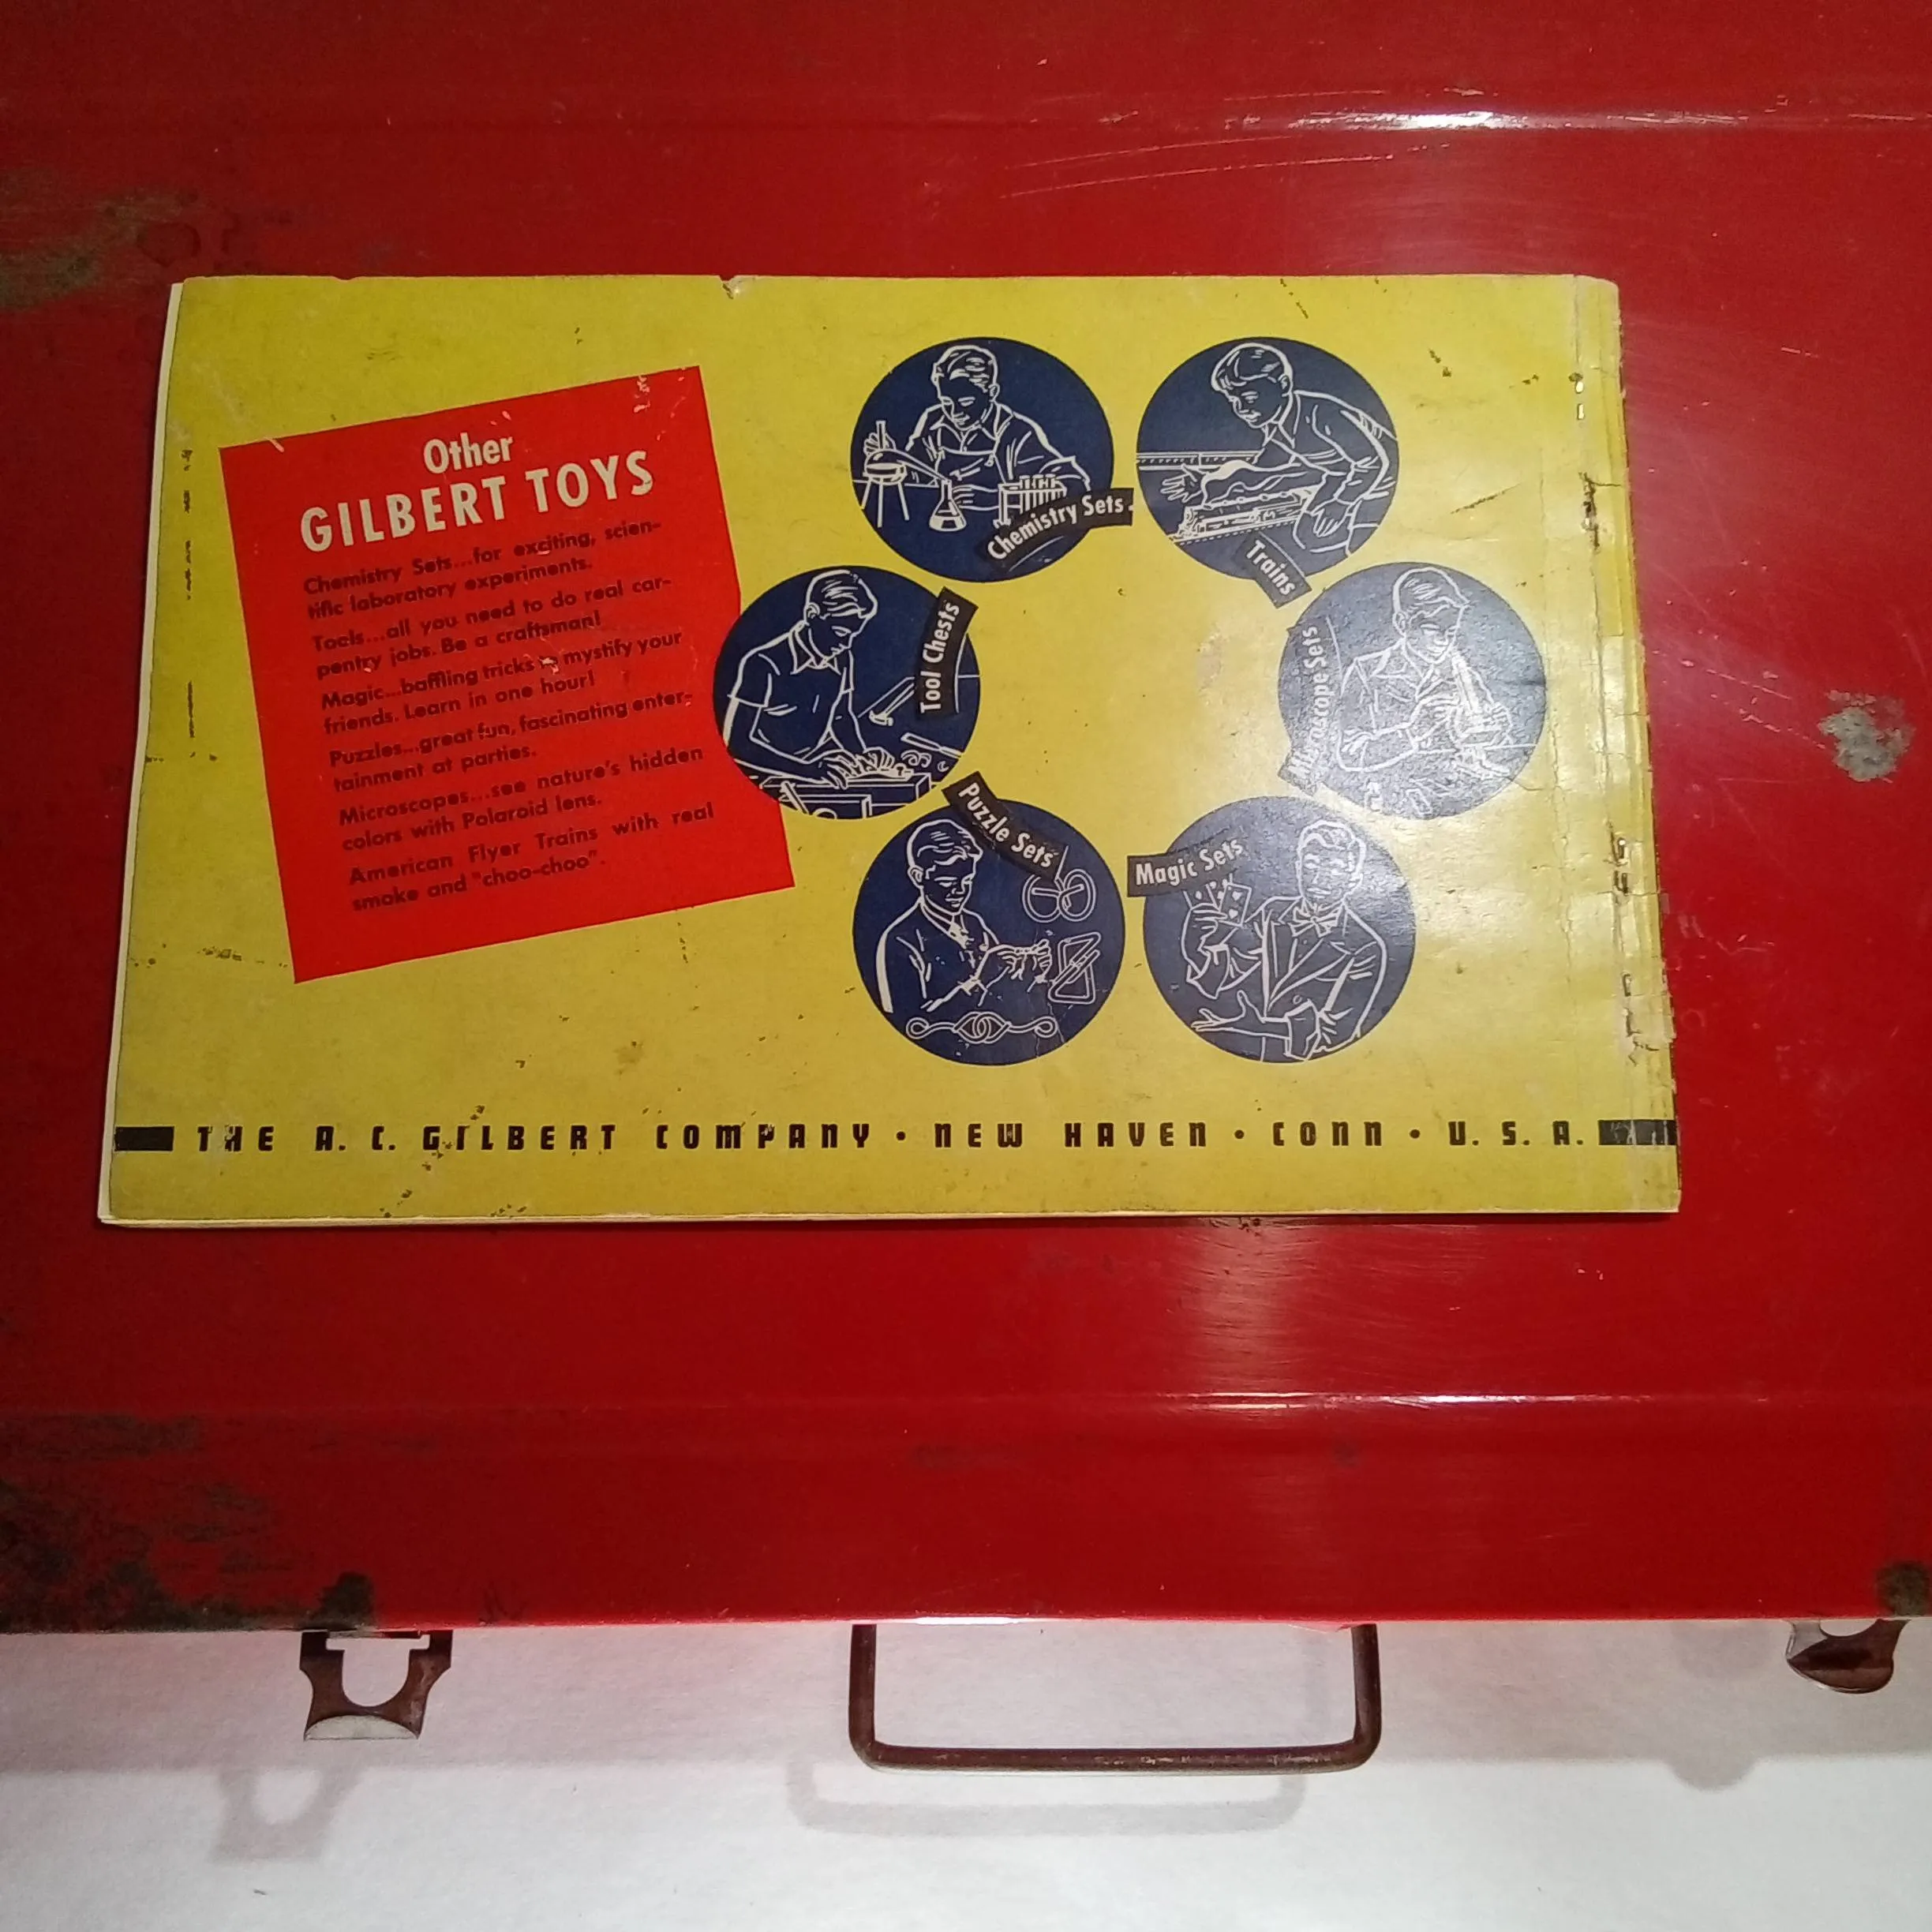 Other
GILBERT TOYS
Chemistry Sets...for exciting, scien-
tific laboratory experiments.
Tools...all you need to do real car-
pentry jobs. Be a craftsman!
Magic...baffling tricks to mystify your
friends. Learn in one hour!
Puzzles...great fun, fascinating enter-
tainment at parties.
Microscopes...see nature's hidden
colors with Polaroid lens.
American Flyer Trains with real
smoke and "choo-choo".
Chemistry Sets
Trains
Tool Chests
Microscope Sets
Puzzle Sets
Magic Sets
THE A. C. GILBERT COMPANY • NEW HAVEN • CONN • U. S. A.